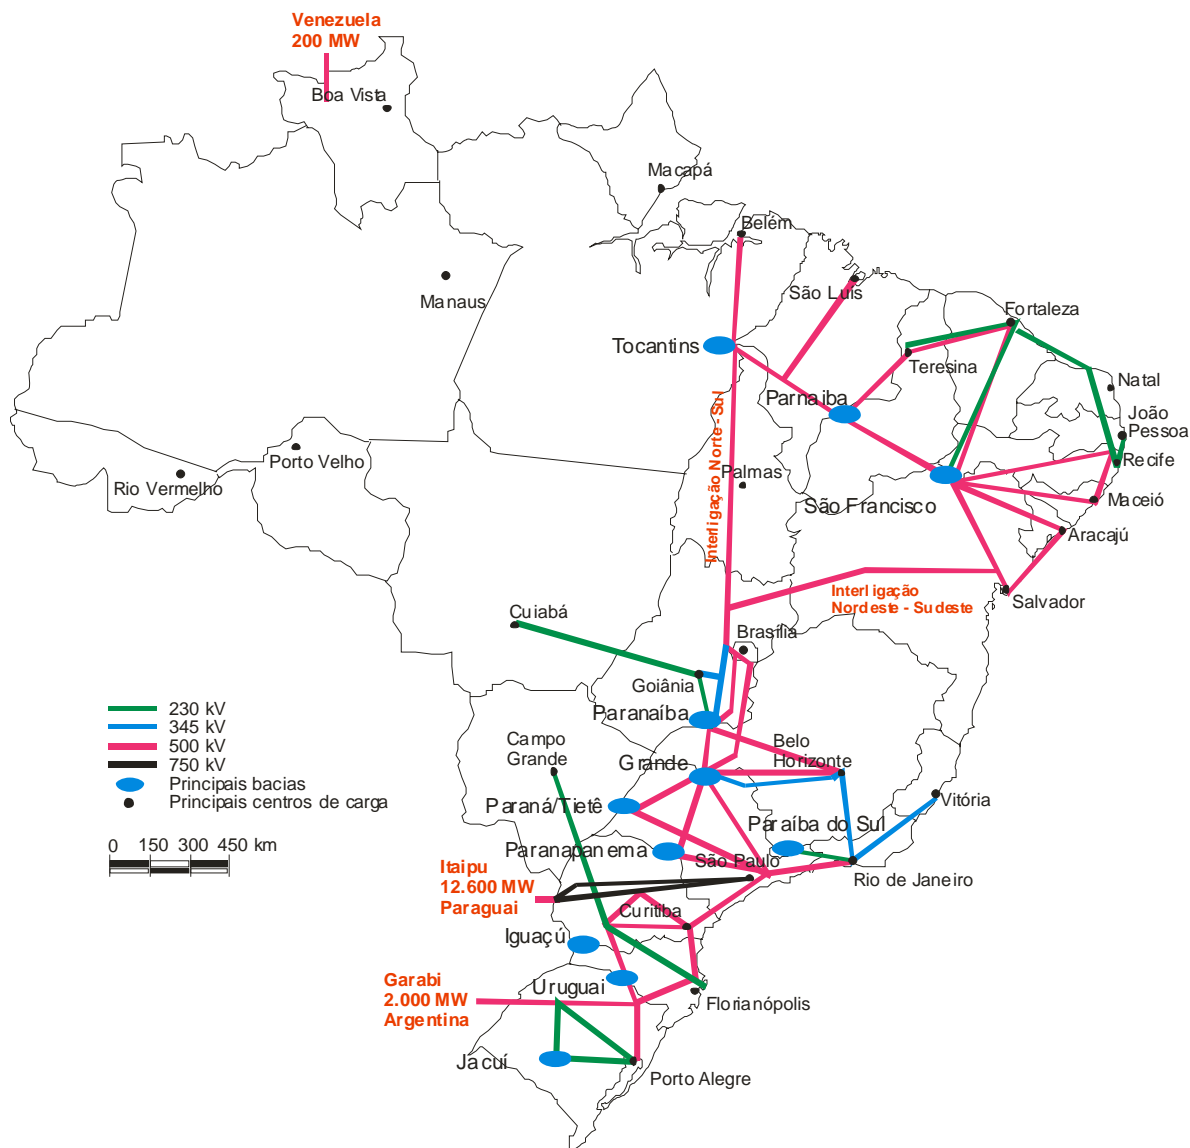 Venezuela
200 MW
Boa Vista
Macapá
Belém
Manaus
São Luís
Fortaleza
Tocantins
Teresina
Natal
Parnaiba
João
Pessoa
Recife
Porto Velho
Rio Vermelho
Interligação Norte - Sul
Palmas
São Francisco
Maceió
Aracajú
Interligação
Nordeste - Sudeste
Salvador
Cuiabá
Brasília
Goiânia
Paranaíba
230 kV
345 kV
500 kV
750 kV
Principais bacias
Principais centros de carga
Campo
Grande
Belo
Horizonte
Grande
Vitória
Paraná/Tietê
Paraíba do Sul
0 150 300 450 km
Paranapanema
São Paulo
Rio de Janeiro
Itaipu
12.600 MW
Paraguai
Curitiba
Iguaçú
Garabi
2.000 MW
Argentina
Uruguai
Florianópolis
Jacuí
Porto Alegre